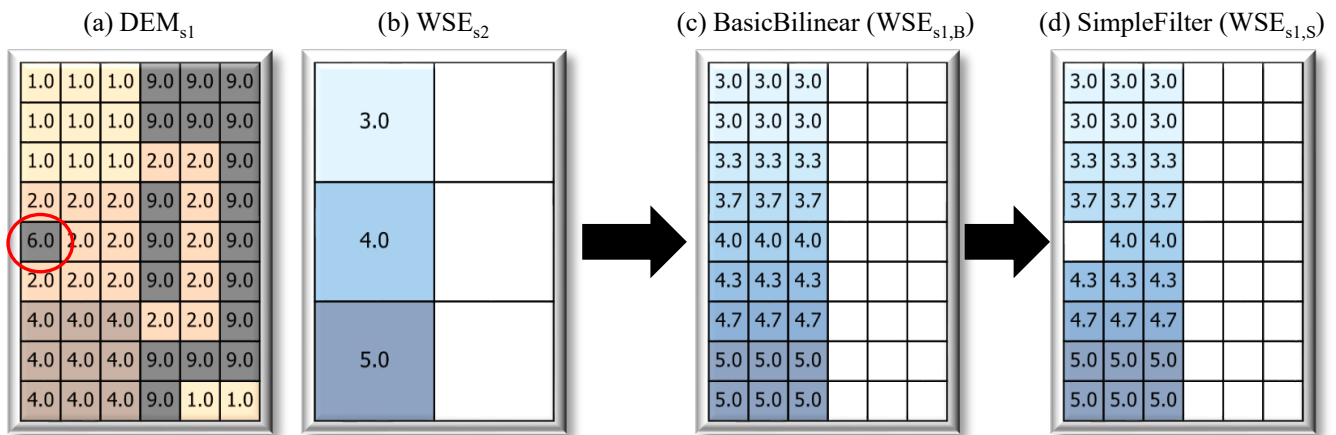 (a) DEMs1
(b) WSEs2
(c) BasicBilinear (WSEs1,B)
(d) SimpleFilter (WSEs1,S)
1.0 1.0 1.0 9.0 9.0 9.0
1.0 1.0 1.0 9.0 9.0 9.0
1.0 1.0 1.0 2.0 2.0 9.0
2.0 2.0 2.0 9.0 2.0 9.0
6.0 2.0 2.0 9.0 2.0 9.0
2.0 2.0 2.0 9.0 2.0 9.0
4.0 4.0 4.0 2.0 2.0 9.0
4.0 4.0 4.0 9.0 9.0 9.0
4.0 4.0 4.0 9.0 1.0 1.0
3.0
4.0
5.0
3.0 3.0 3.0
3.0 3.0 3.0
3.3 3.3 3.3
3.7 3.7 3.7
4.0 4.0 4.0
4.3 4.3 4.3
4.7 4.7 4.7
5.0 5.0 5.0
5.0 5.0 5.0
3.0 3.0 3.0
3.0 3.0 3.0
3.3 3.3 3.3
3.7 3.7 3.7
4.0 4.0
4.3 4.3 4.3
4.7 4.7 4.7
5.0 5.0 5.0
5.0 5.0 5.0